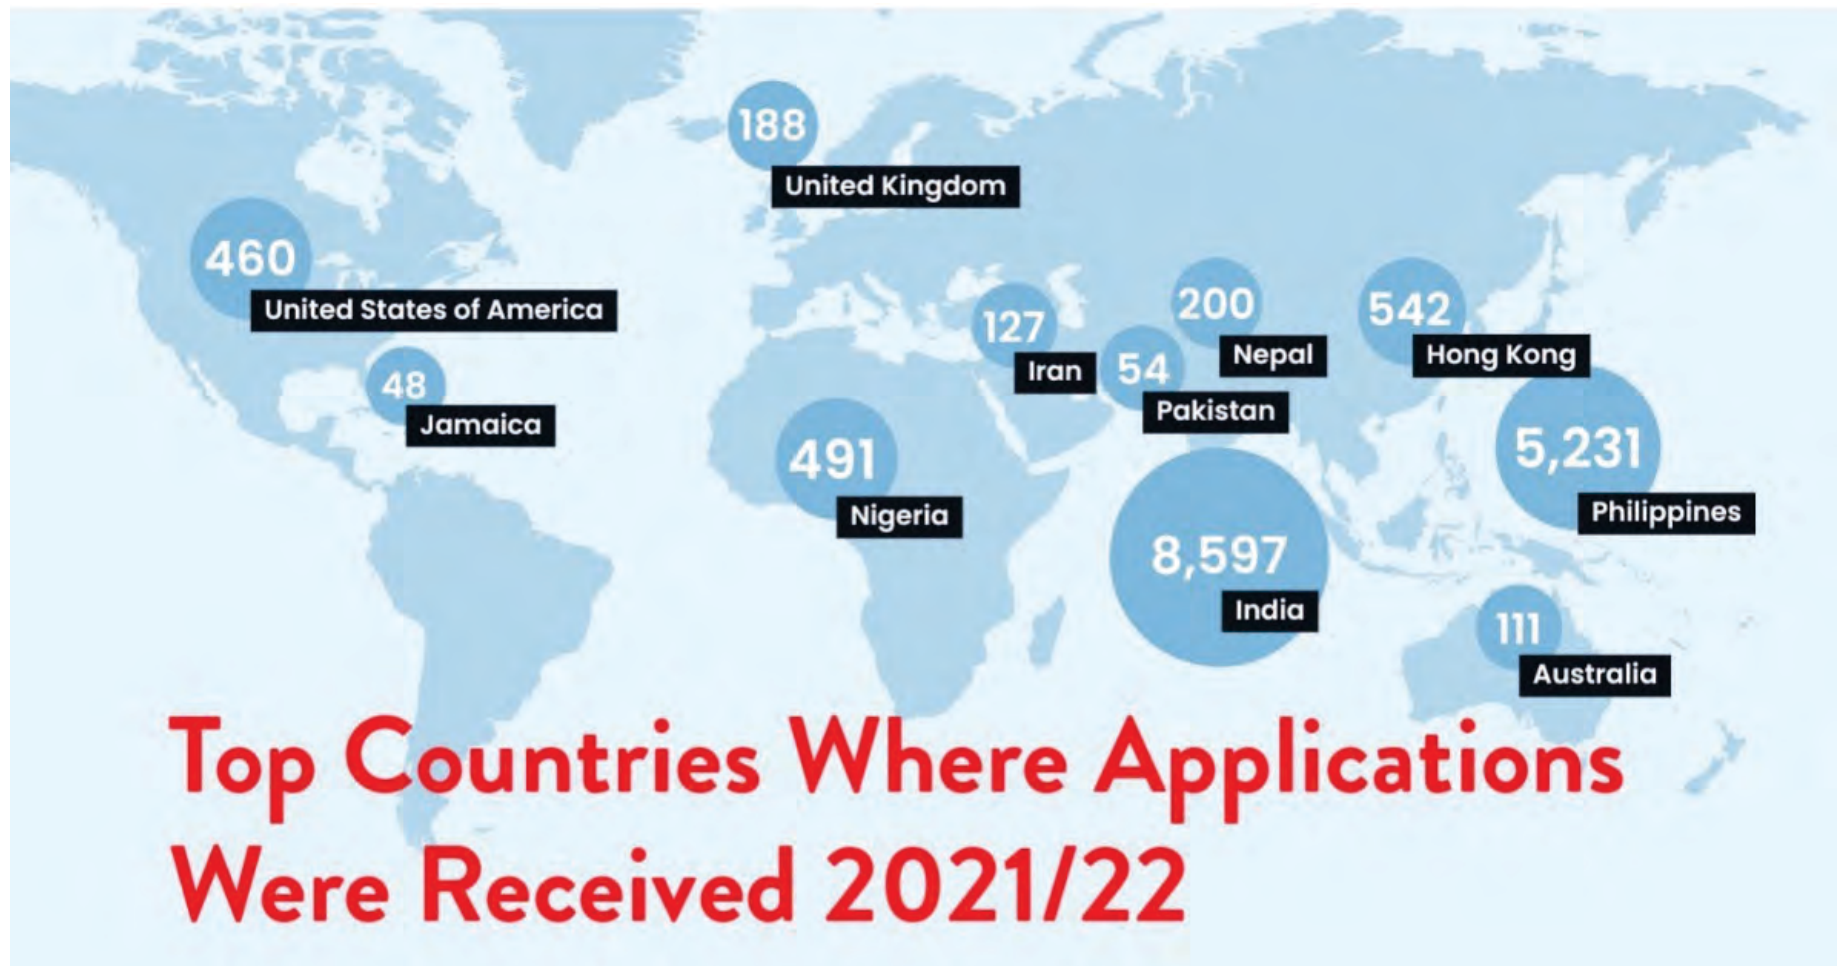 188
United Kingdom
460
United States of America
48
Jamaica
127
Iran
54
Pakistan
200
Nepal
542
Hong Kong
491
Nigeria
5,231
Philippines
8,597
India
111
Australia
Top Countries Where Applications
Were Received 2021/22